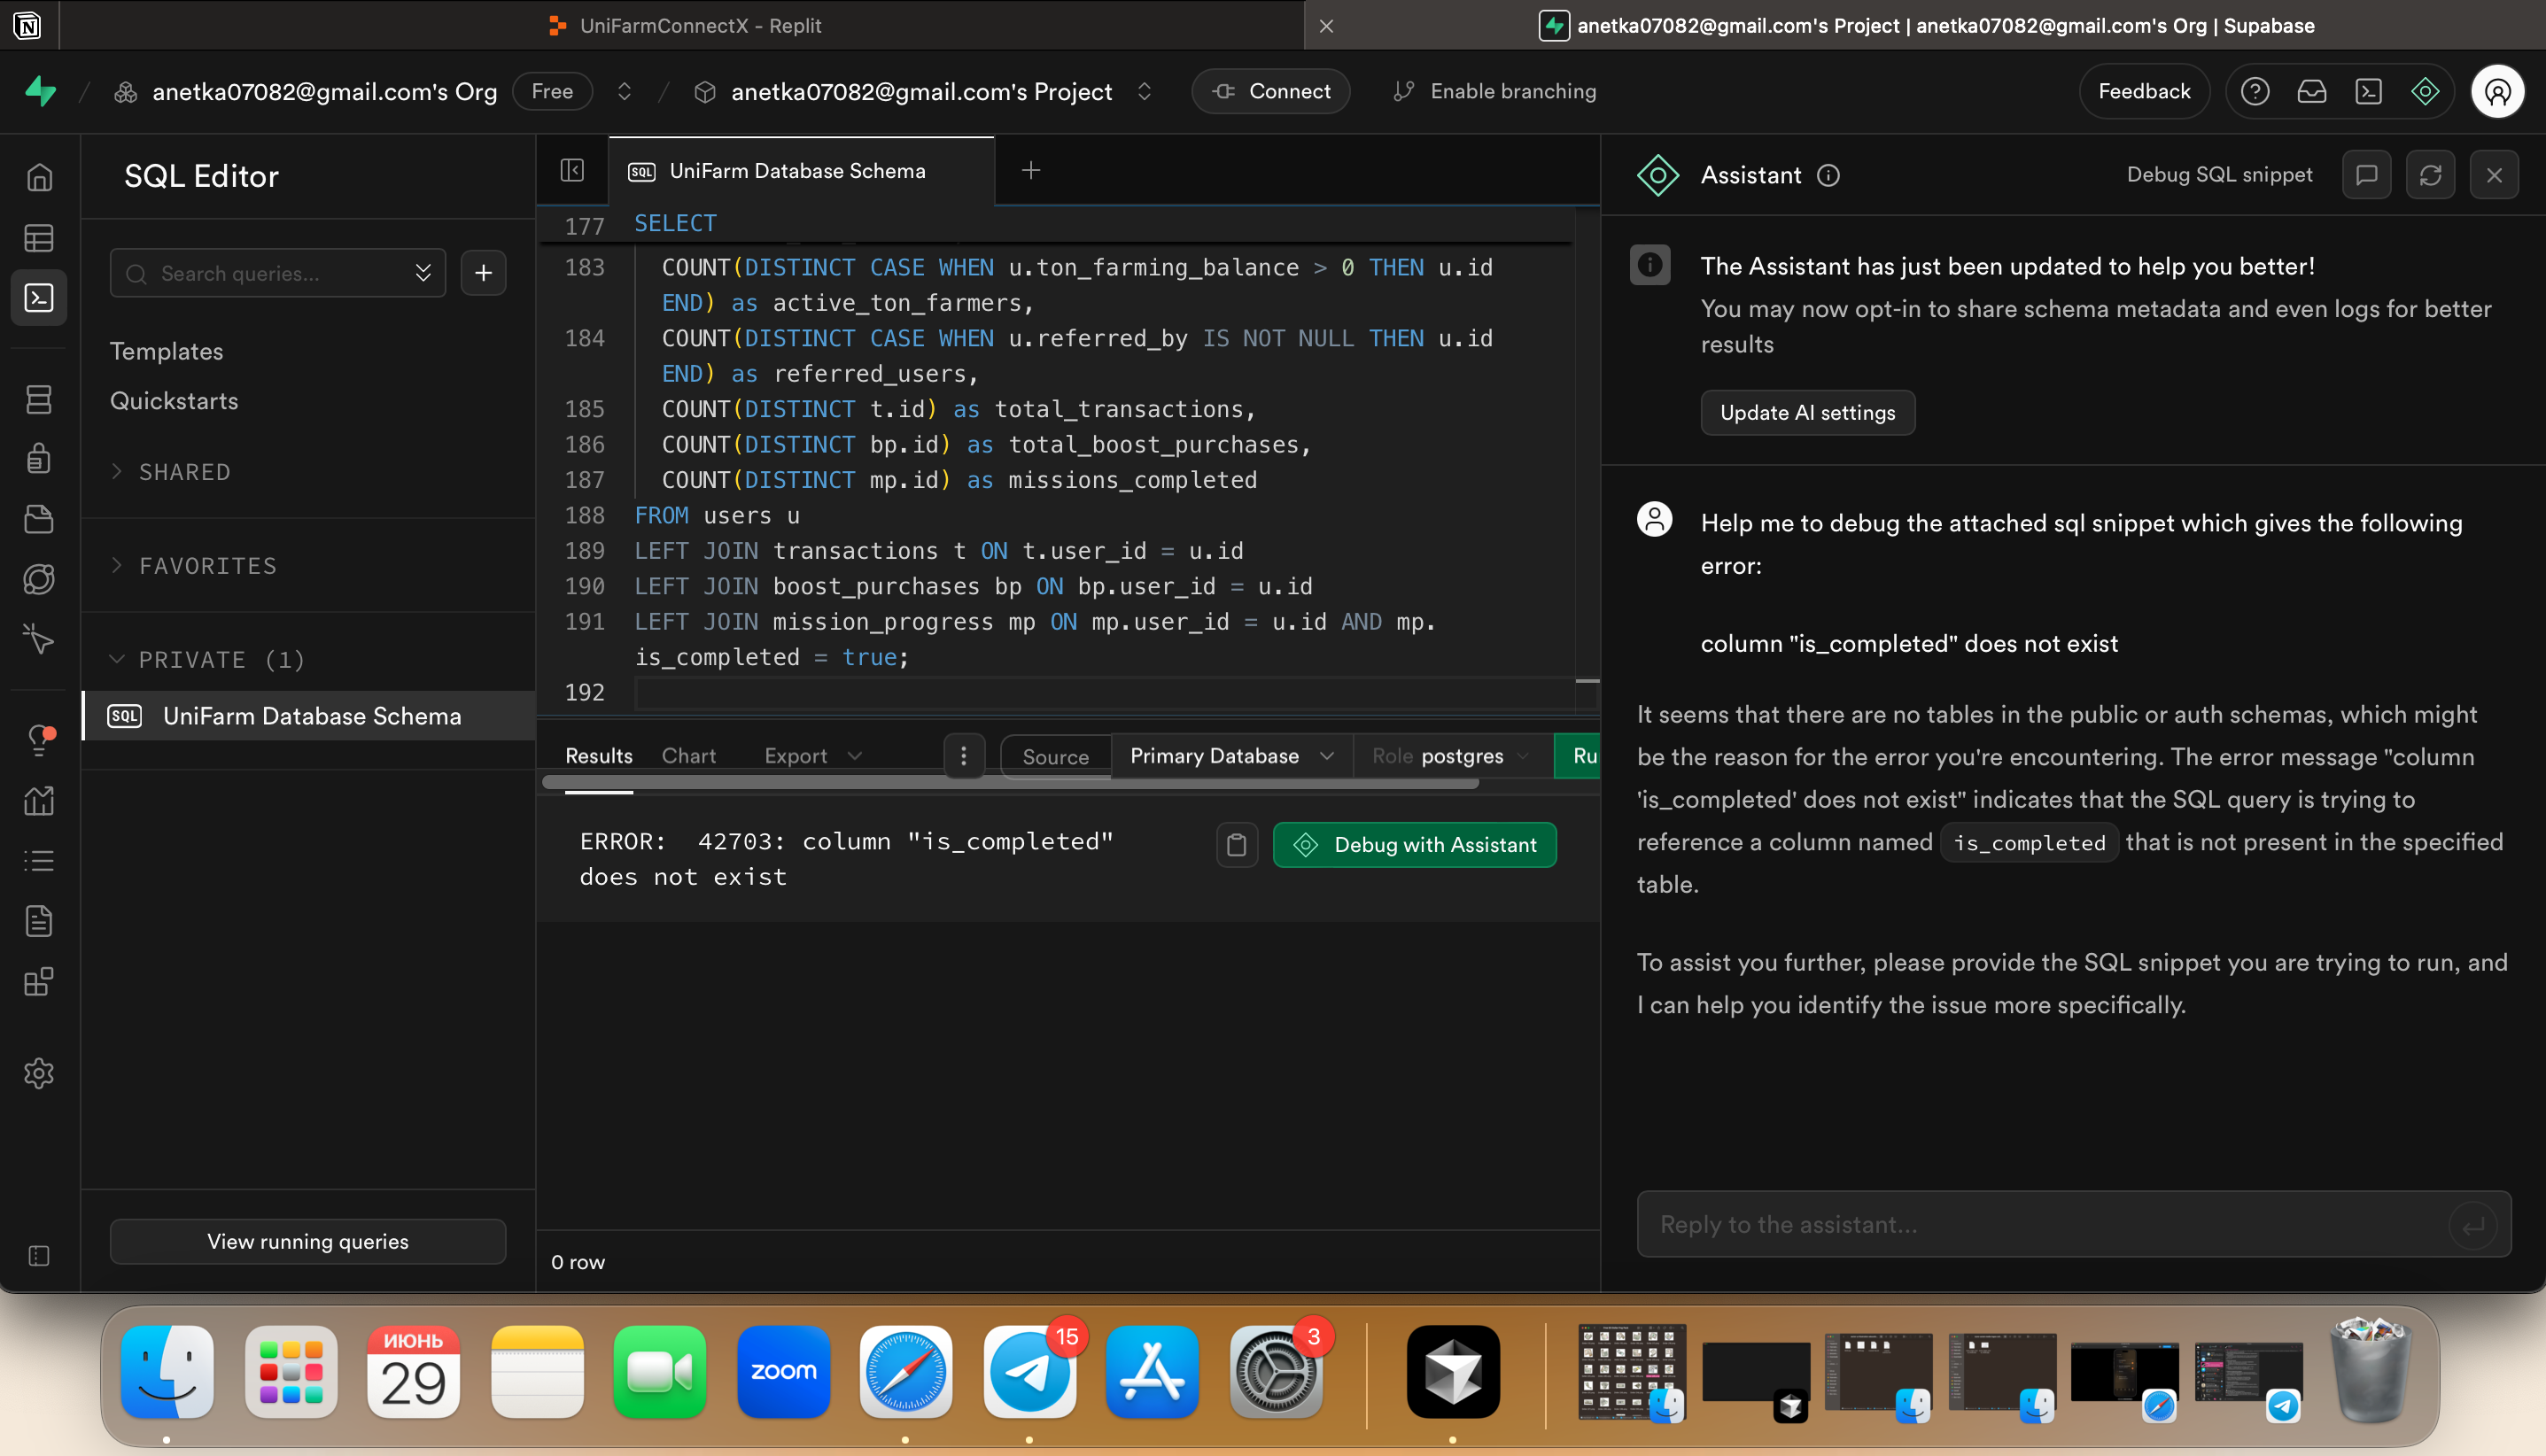 UniFarmConnectX - Replit
anetka07082@gmail.com's Project | anetka07082@gmail.com's Org | Supabase
anetka07082@gmail.com's Org
Free
anetka07082@gmail.com's Project
Connect
Enable branching
Feedback
SQL Editor
Search queries...
Templates
Quickstarts
SHARED
FAVORITES
PRIVATE (1)
SQL UniFarm Database Schema
View running queries
SQL UniFarm Database Schema
177 SELECT
183 COUNT(DISTINCT CASE WHEN u.ton_farming_balance > 0 THEN u.id
END) as active_ton_farmers,
184 COUNT(DISTINCT CASE WHEN u.referred_by IS NOT NULL THEN u.id
END) as referred_users,
185 COUNT(DISTINCT t.id) as total_transactions,
186 COUNT(DISTINCT bp.id) as total_boost_purchases,
187 COUNT(DISTINCT mp.id) as missions_completed
188 FROM users u
189 LEFT JOIN transactions t ON t.user_id = u.id
190 LEFT JOIN boost_purchases bp ON bp.user_id = u.id
191 LEFT JOIN mission_progress mp ON mp.user_id = u.id AND mp.
is_completed = true;
192
Results Chart Export Source Primary Database Role postgres Ru
ERROR: 42703: column "is_completed"
does not exist
Debug with Assistant
0 row
Assistant
Debug SQL snippet
The Assistant has just been updated to help you better!
You may now opt-in to share schema metadata and even logs for better
results
Update AI settings
Help me to debug the attached sql snippet which gives the following
error:
column "is_completed" does not exist
It seems that there are no tables in the public or auth schemas, which might
be the reason for the error you're encountering. The error message "column
'is_completed' does not exist" indicates that the SQL query is trying to
reference a column named is_completed that is not present in the specified
table.
To assist you further, please provide the SQL snippet you are trying to run, and
I can help you identify the issue more specifically.
Reply to the assistant...
ИЮНЬ
29
zoom
15
3